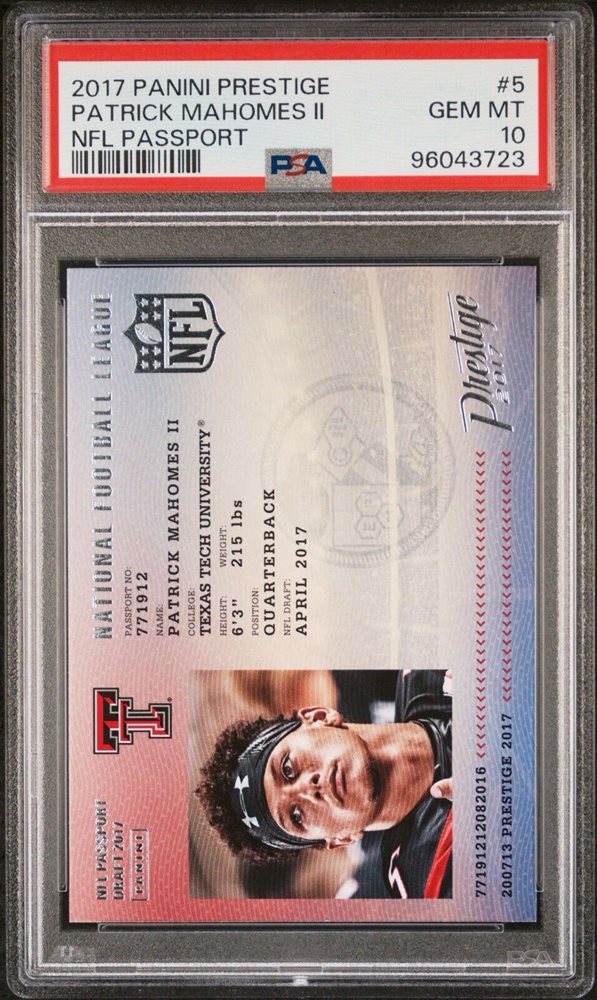 2017 PANINI PRESTIGE #5
PATRICK MAHOMES II GEM MT
NFL PASSPORT 10
PSA 96043723
NATIONAL FOOTBALL LEAGUE
NFL
PASSPORT NO:
771912
NAME:
PATRICK MAHOMES II
COLLEGE:
TEXAS TECH UNIVERSITY®
HEIGHT: WEIGHT:
6'3" 215 lbs
POSITION:
QUARTERBACK
NFL DRAFT:
APRIL 2017
Prestige
2017
NFL PASSPORT
DRAFT 2017
PANINI
77191212082016 <<<<<<<<<<<<<<<<<<<<<<<<<<
200713 PRESTIGE 2017 <<<<<<<<<<<<<<<<<<<<<<
PSA